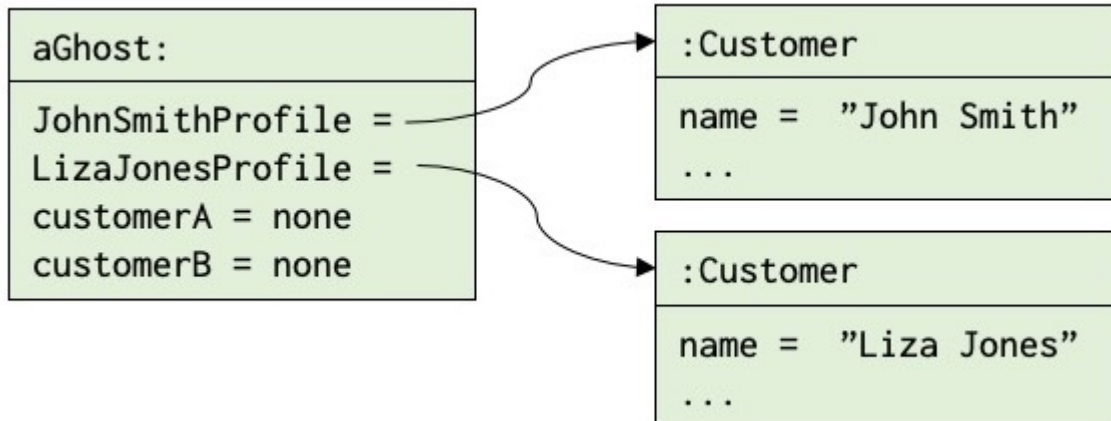 aGhost:
JohnSmithProfile =
LizaJonesProfile =
customerA = none
customerB = none
:Customer
name =  ”John Smith”
...
:Customer
name =  ”Liza Jones”
...